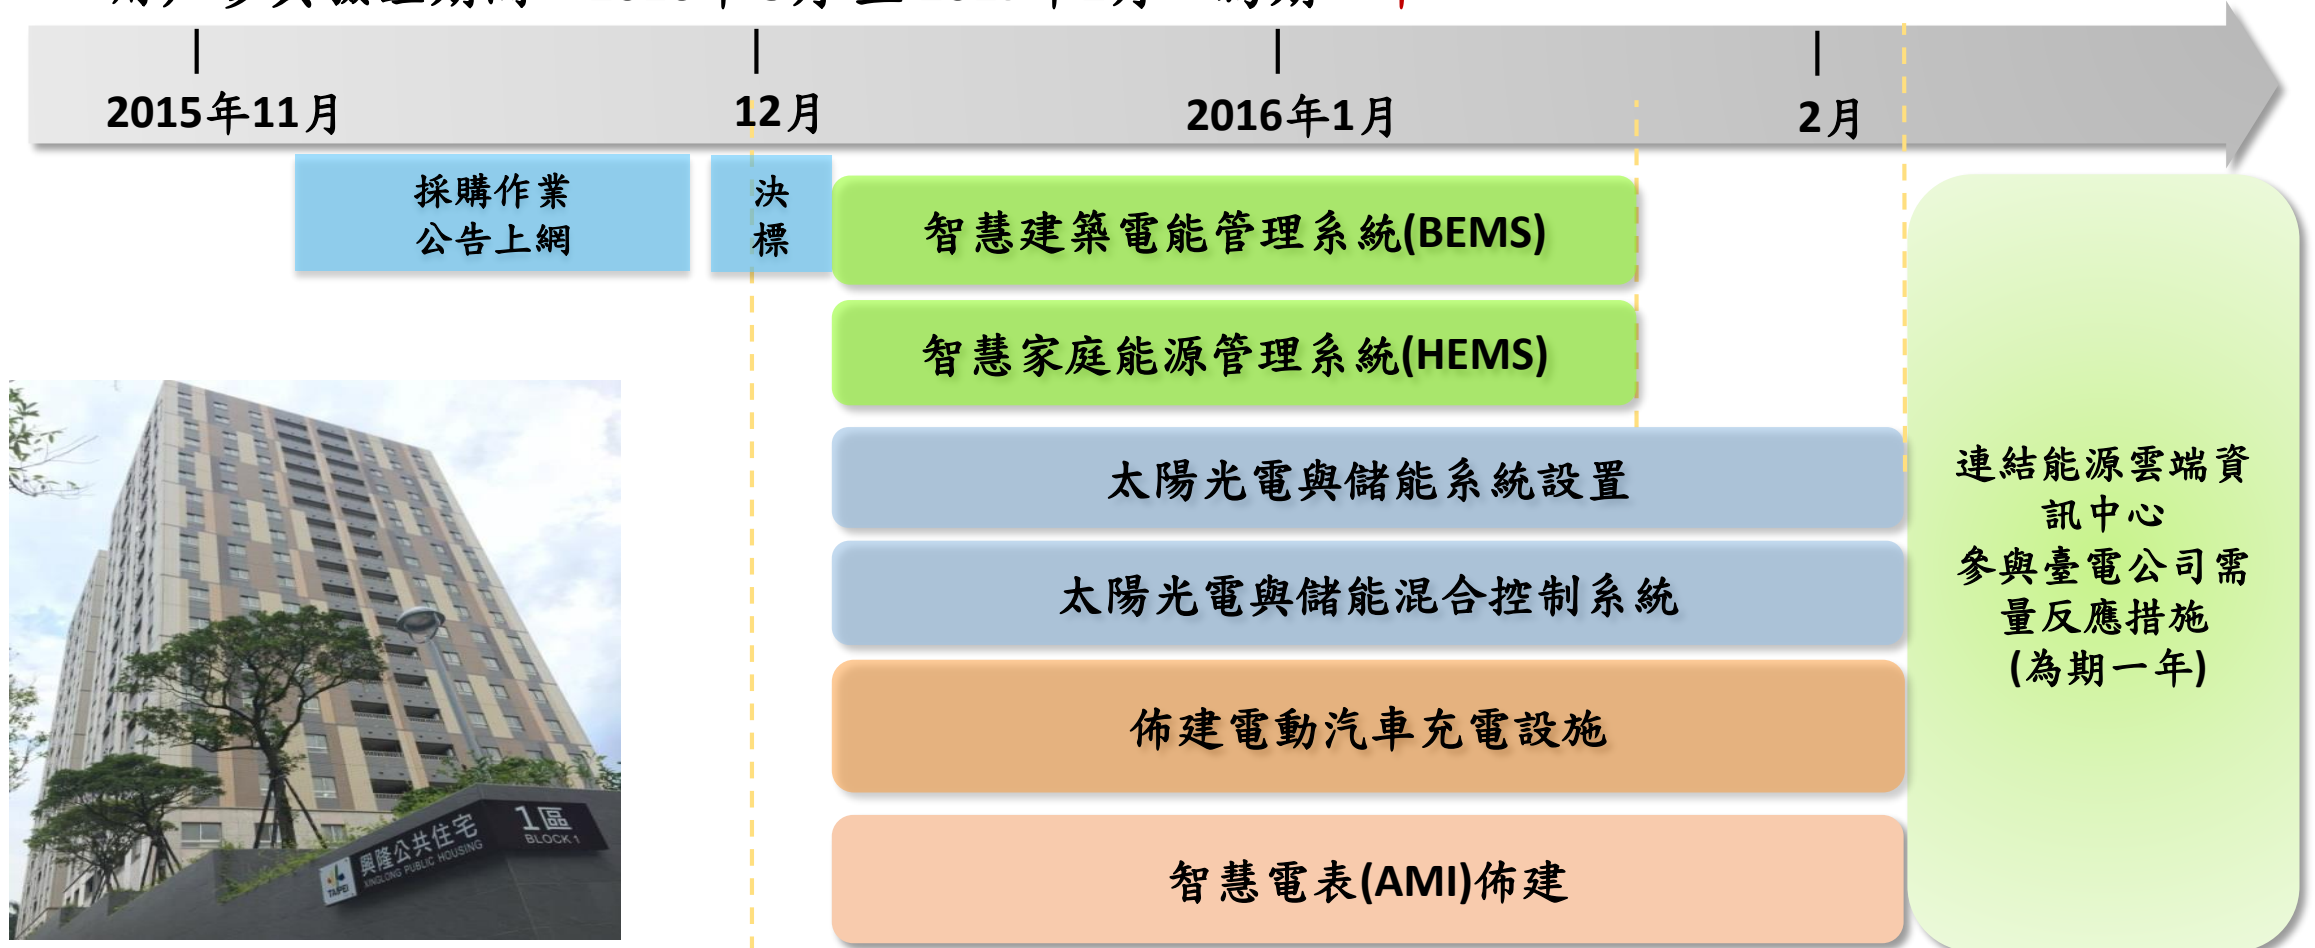 2015年11月
12月
2016年1月
2月
採購作業
公告上網
決
標
智慧建築電能管理系統(BEMS)
智慧家庭能源管理系統(HEMS)
太陽光電與儲能系統設置
太陽光電與儲能混合控制系統
佈建電動汽車充電設施
智慧電表(AMI)佈建
連結能源雲端資
訊中心
參與臺電公司需
量反應措施
(為期一年)
1區
BLOCK 1
興隆公共住宅
XINGLONG PUBLIC HOUSING
TAIPEI